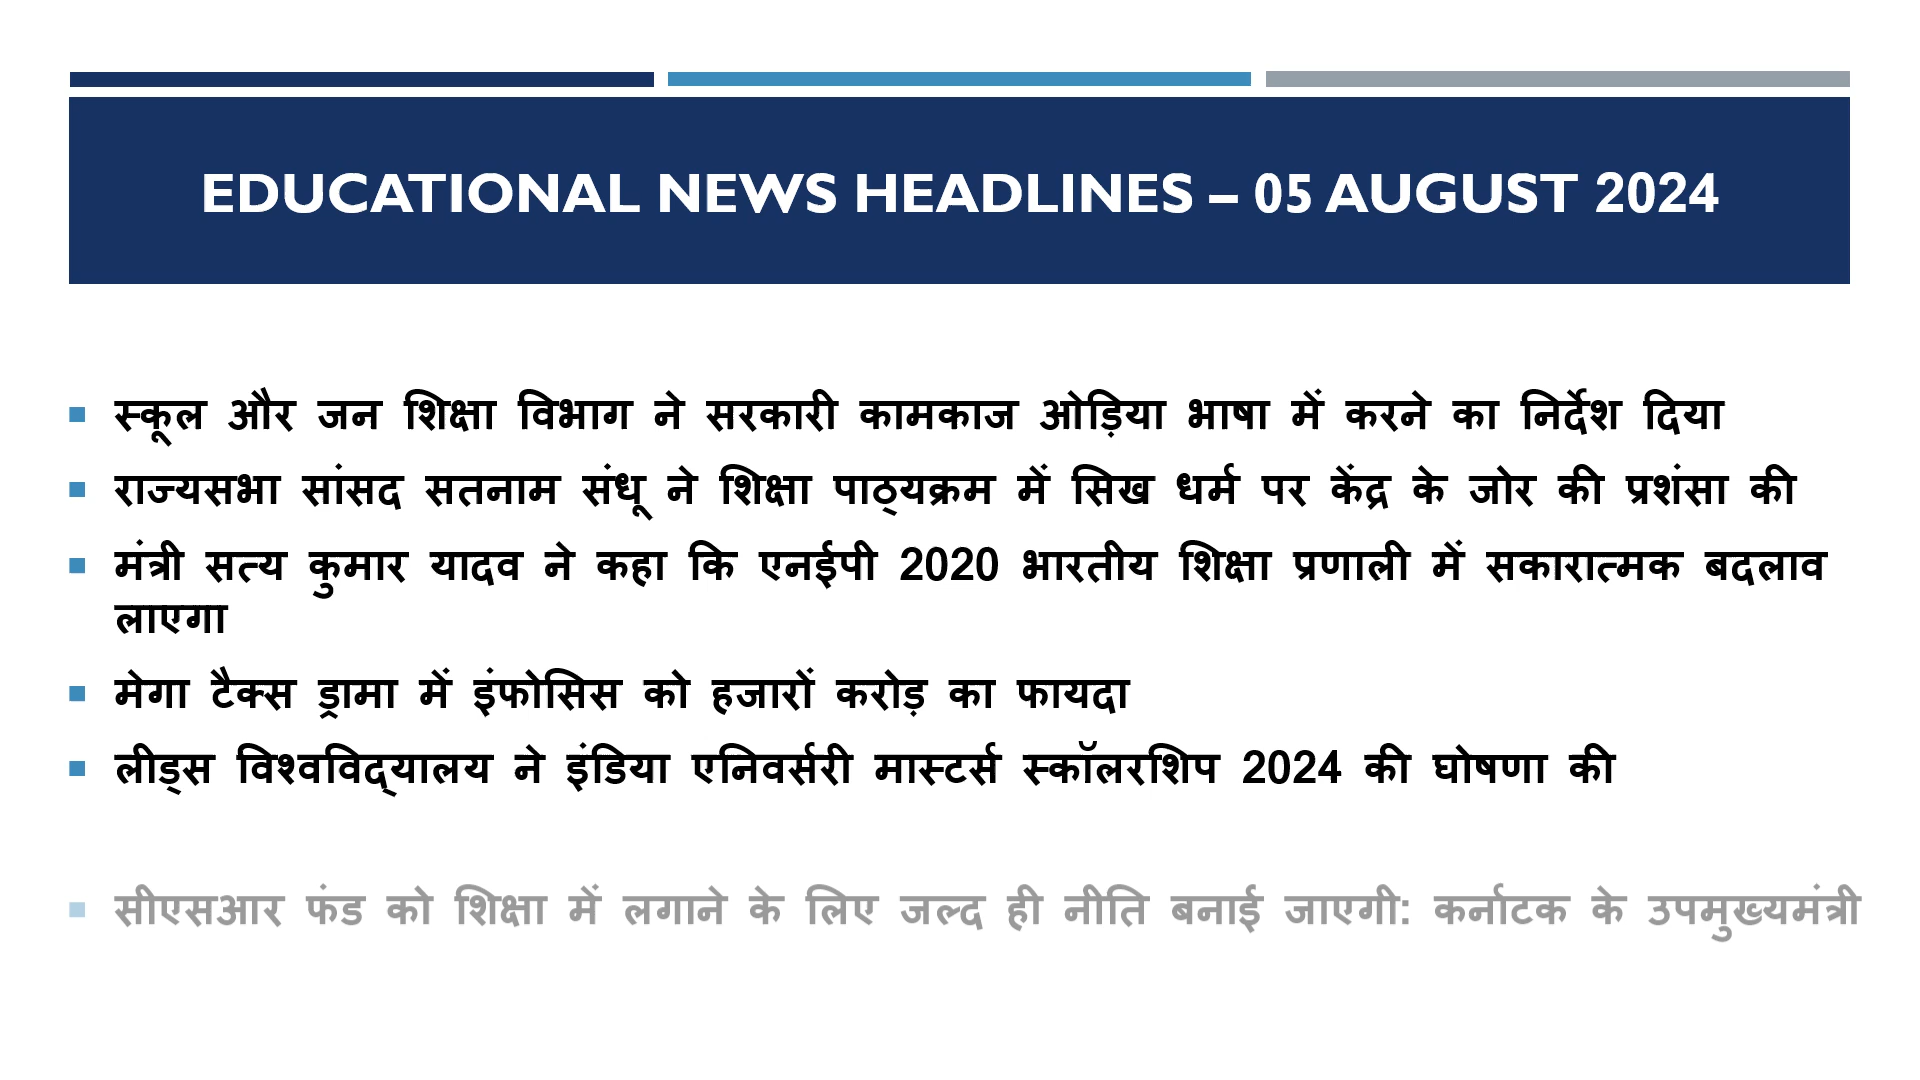 EDUCATIONAL NEWS HEADLINES – 05 AUGUST 2024
स्कूल और जन शिक्षा विभाग ने सरकारी कामकाज ओड़िया भाषा में करने का निर्देश दिया
राज्यसभा सांसद सतनाम संधू ने शिक्षा पाठ्यक्रम में सिख धर्म पर केंद्र के जोर की प्रशंसा की
मंत्री सत्य कुमार यादव ने कहा कि एनईपी 2020 भारतीय शिक्षा प्रणाली में सकारात्मक बदलाव
लाएगा
मेगा टैक्स ड्रामा में इंफोसिस को हजारों करोड़ का फायदा
लीड्स विश्वविद्यालय ने इंडिया एनिवर्सरी मास्टर्स स्कॉलरशिप 2024 की घोषणा की
सीएसआर फंड को शिक्षा में लगाने के लिए जल्द ही नीति बनाई जाएगी: कर्नाटक के उपमुख्यमंत्री